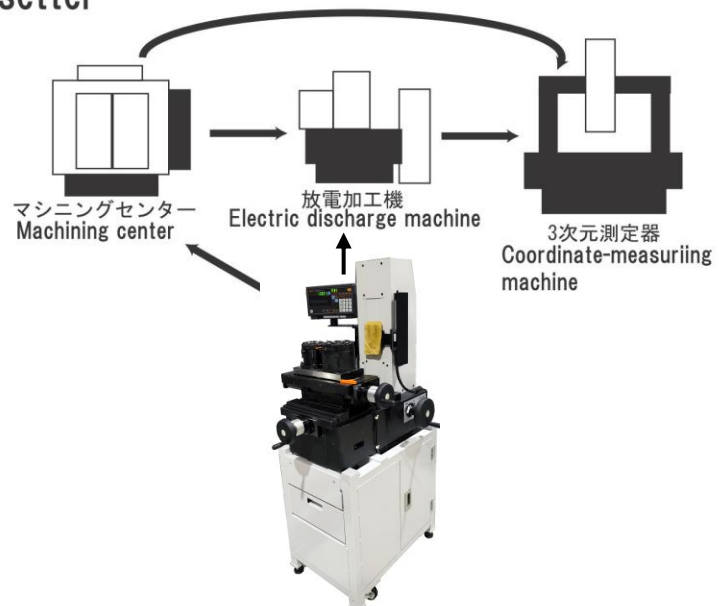 setter
マシニングセンター
Machining center
放電加工機
Electric discharge machine
3次元測定器
Coordinate-measuriing
machine